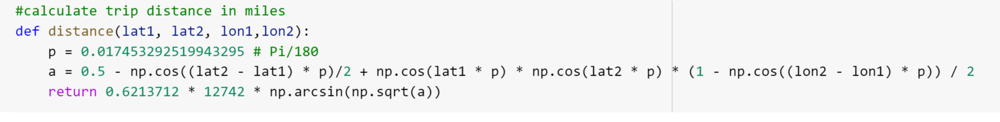 #calculate trip distance in miles
def distance(lat1, lat2, lon1,lon2):
    p = 0.017453292519943295 # Pi/180
    a = 0.5 - np.cos((lat2 - lat1) * p)/2 + np.cos(lat1 * p) * np.cos(lat2 * p) * (1 - np.cos((lon2 - lon1) * p)) / 2
    return 0.6213712 * 12742 * np.arcsin(np.sqrt(a))